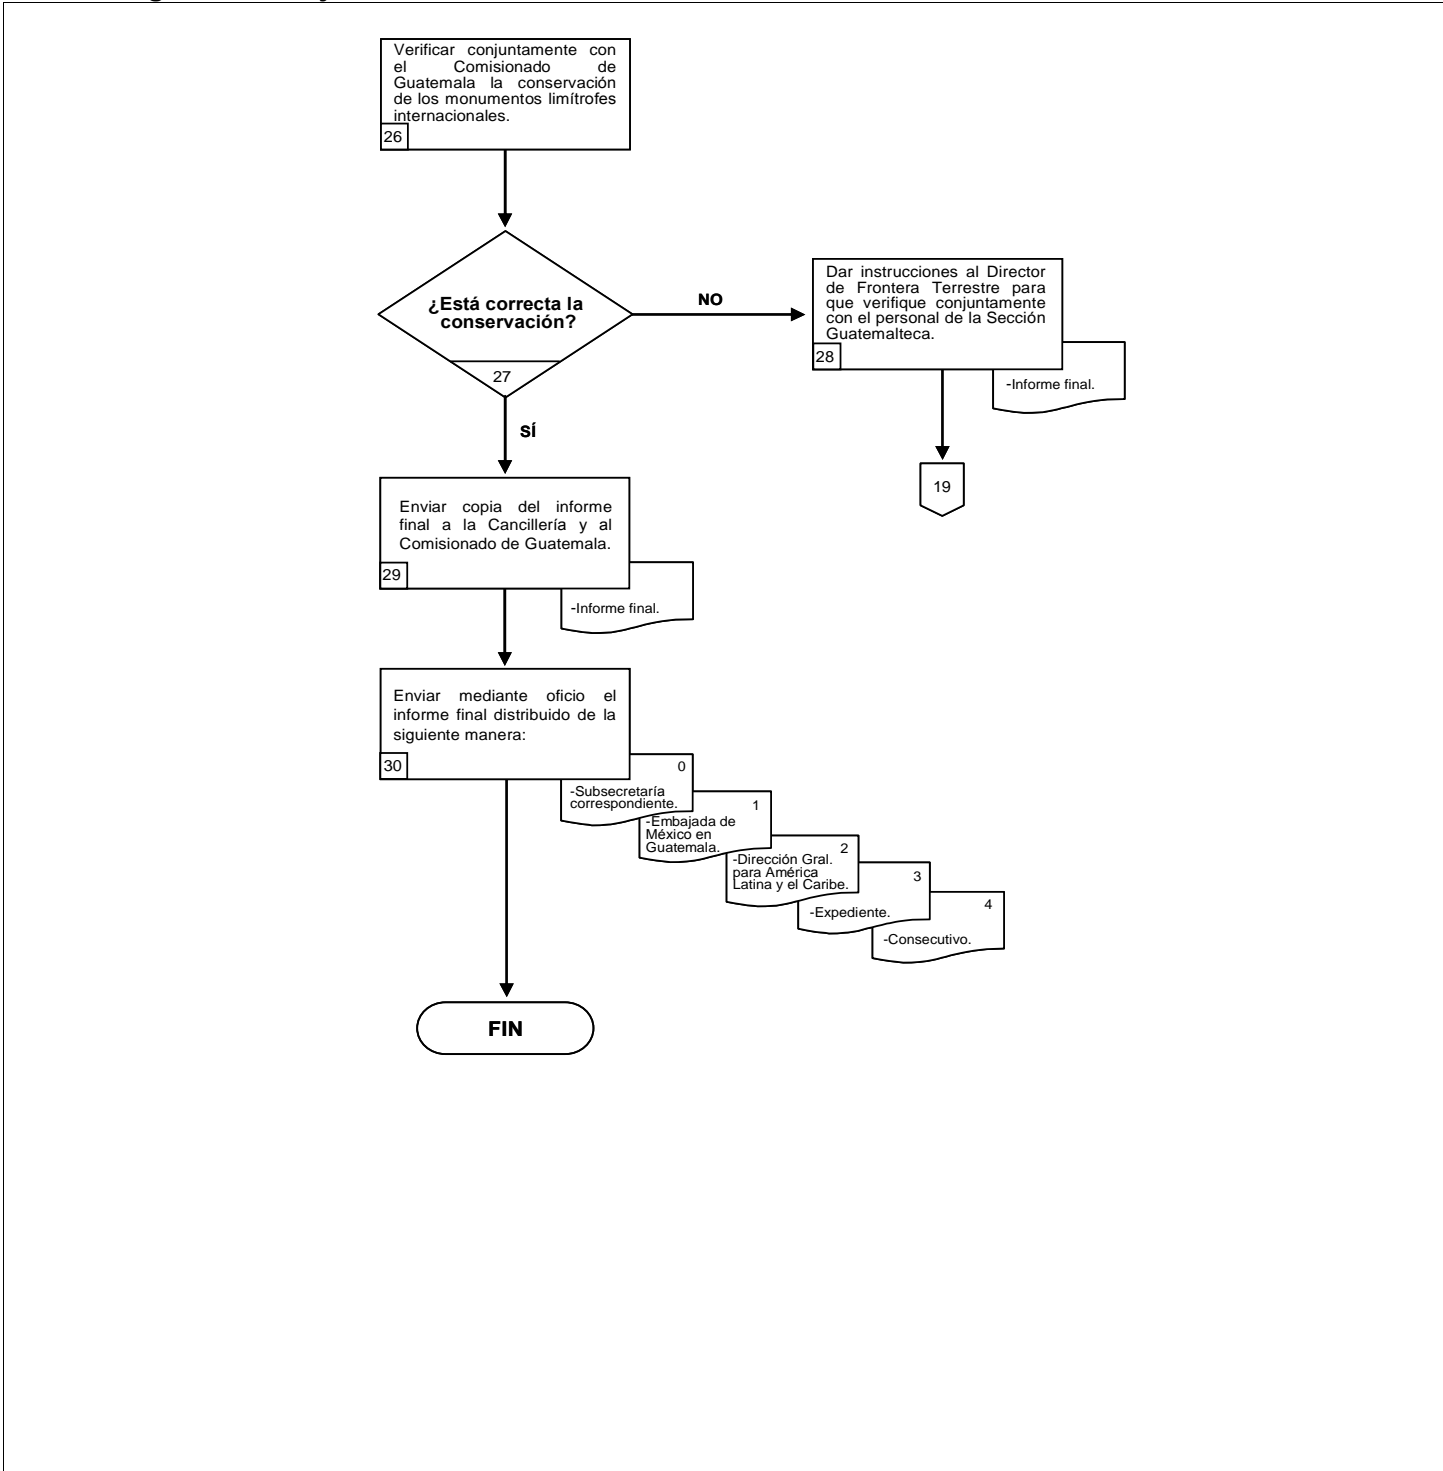 Verificar conjuntamente con
el Comisionado de
Guatemala la conservación
de los monumentos limítrofes
internacionales.
26
¿Está correcta la
conservación?
27
NO
Dar instrucciones al Director
de Frontera Terrestre para
que verifique conjuntamente
con el personal de la Sección
Guatemalteca.
28
-Informe final.
19
SÍ
Enviar copia del informe
final a la Cancillería y al
Comisionado de Guatemala.
29
-Informe final.
Enviar mediante oficio el
informe final distribuido de la
siguiente manera:
30
0
-Subsecretaría
correspondiente.
1
-Embajada de
México en
Guatemala.
2
-Dirección Gral.
para América
Latina y el Caribe.
3
-Expediente.
4
-Consecutivo.
FIN